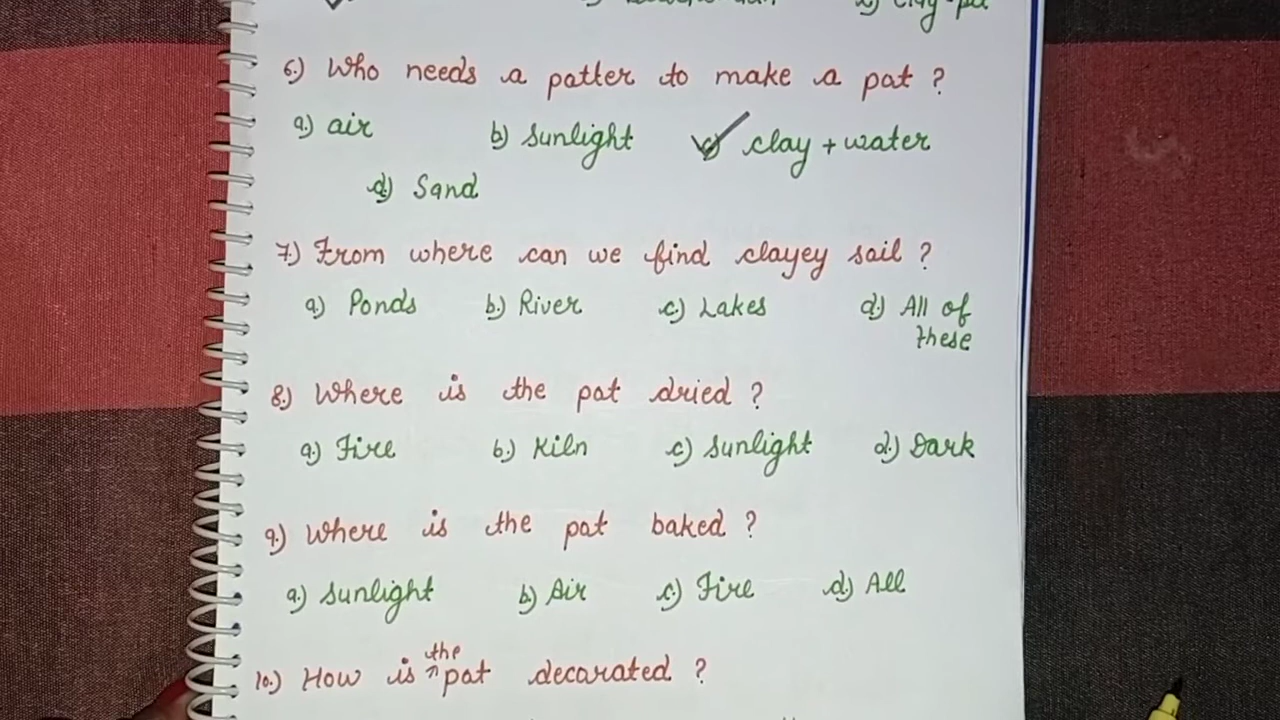 6.) Who needs a potter to make a pot ?
a.) air b.) Sunlight c) clay + water
d.) Sand
7.) From where can we find clayey soil ?
a.) Ponds b.) River c.) Lakes d.) All of
these
8.) Where is the pot dried ?
a.) Fire b.) Kiln c.) Sunlight d.) Dark
9.) Where is the pot baked ?
a.) Sunlight b.) Air c.) Fire d.) All
10.) How is the pot decorated ?